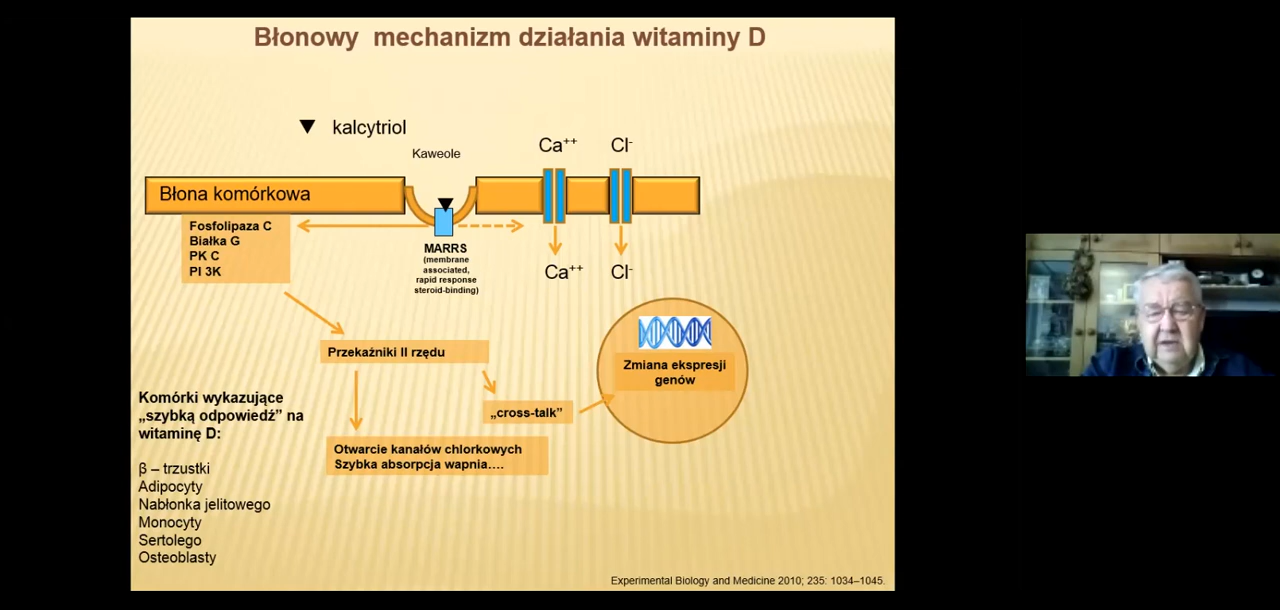 Błonowy mechanizm działania witaminy D
kalcytriol
Kaweole
Ca++
Cl-
Błona komórkowa
Fosfolipaza C
Białka G
PK C
PI 3K
MARRS
(membrane
associated,
rapid response
steroid-binding)
Ca++
Cl-
Przekaźniki II rzędu
Zmiana ekspresji
genów
„cross-talk”
Otwarcie kanałów chlorkowych
Szybka absorpcja wapnia….
Komórki wykazujące
„szybką odpowiedź” na
witaminę D:
β – trzustki
Adipocyty
Nabłonka jelitowego
Monocyty
Sertolego
Osteoblasty
Experimental Biology and Medicine 2010; 235: 1034–1045.